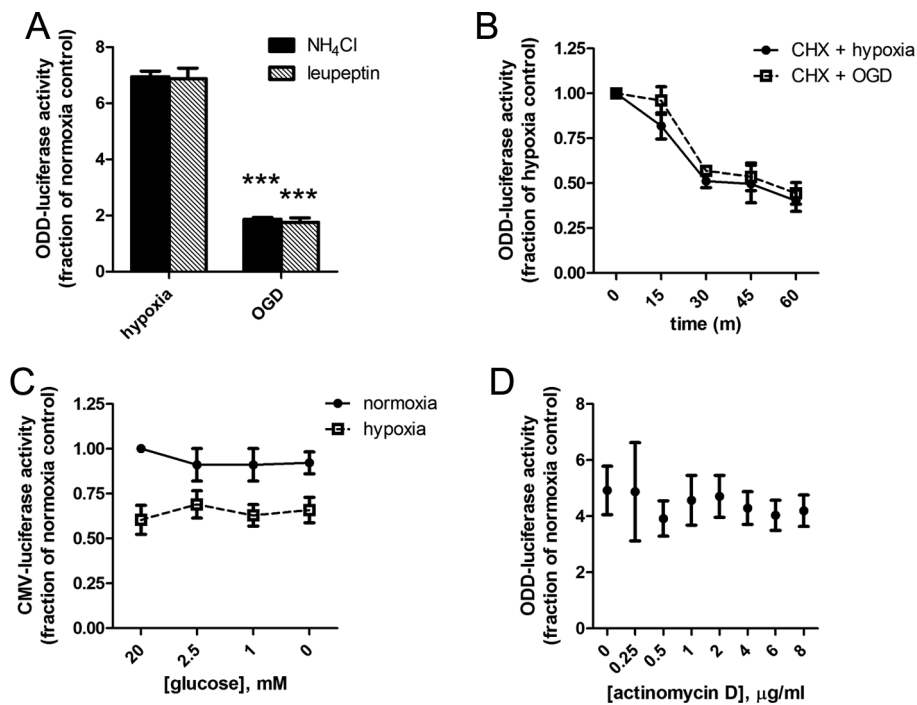 A
ODD-luciferase activity
(fraction of normoxia control)
8
6
4
2
0
NH₄Cl
leupeptin
***
***
hypoxia
OGD
B
ODD-luciferase activity
(fraction of hypoxia control)
1.25
1.00
0.75
0.50
0.25
0.00
CHX + hypoxia
CHX + OGD
0
15
30
45
60
time (m)
C
CMV-luciferase activity
(fraction of normoxia control)
1.25
1.00
0.75
0.50
0.25
0.00
normoxia
hypoxia
20
2.5
1
0
[glucose], mM
D
ODD-luciferase activity
(fraction of normoxia control)
8
6
4
2
0
0
0.25
0.5
1
2
4
6
8
[actinomycin D], μg/ml